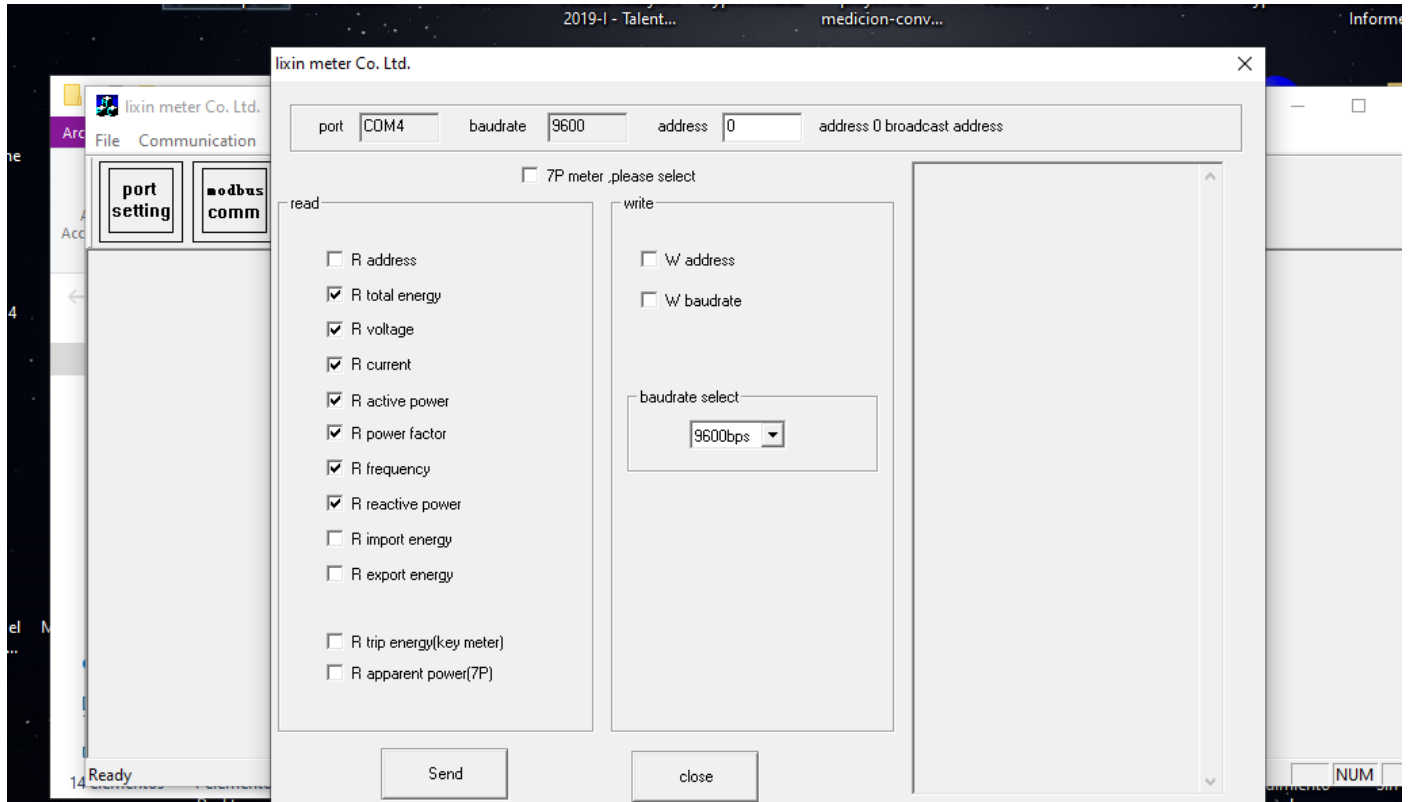 2019-I - Talent...
medicion-conv...
Informe
lixin meter Co. Ltd.
lixin meter Co. Ltd.
File Communication
port setting
modbus comm
port COM4 baudrate 9600 address 0 address 0 broadcast address
7P meter ,please select
read
R address
R total energy
R voltage
R current
R active power
R power factor
R frequency
R reactive power
R import energy
R export energy
R trip energy(key meter)
R apparent power(7P)
write
W address
W baudrate
baudrate select
9600bps
Send
close
Ready
NUM